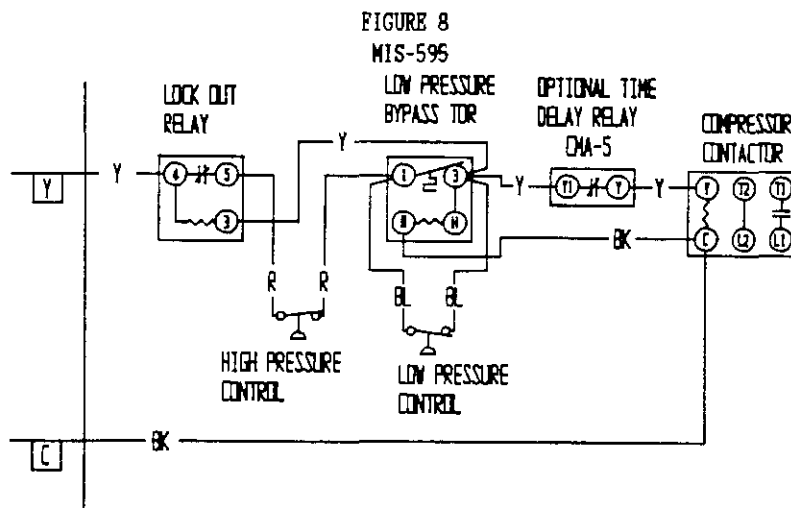 FIGURE 8
MIS-595
LOCK OUT
RELAY
LOW PRESSURE
BYPASS TDR
OPTIONAL TIME
DELAY RELAY
CMA-5
COMPRESSOR
CONTACTOR
Y
Y
4
5
3
Y
1
3
Y
Y1
Y
Y
Y
T2
T1
C
L2
L1
BK
R
R
BL
BL
HIGH PRESSURE
CONTROL
LOW PRESSURE
CONTROL
C
BK